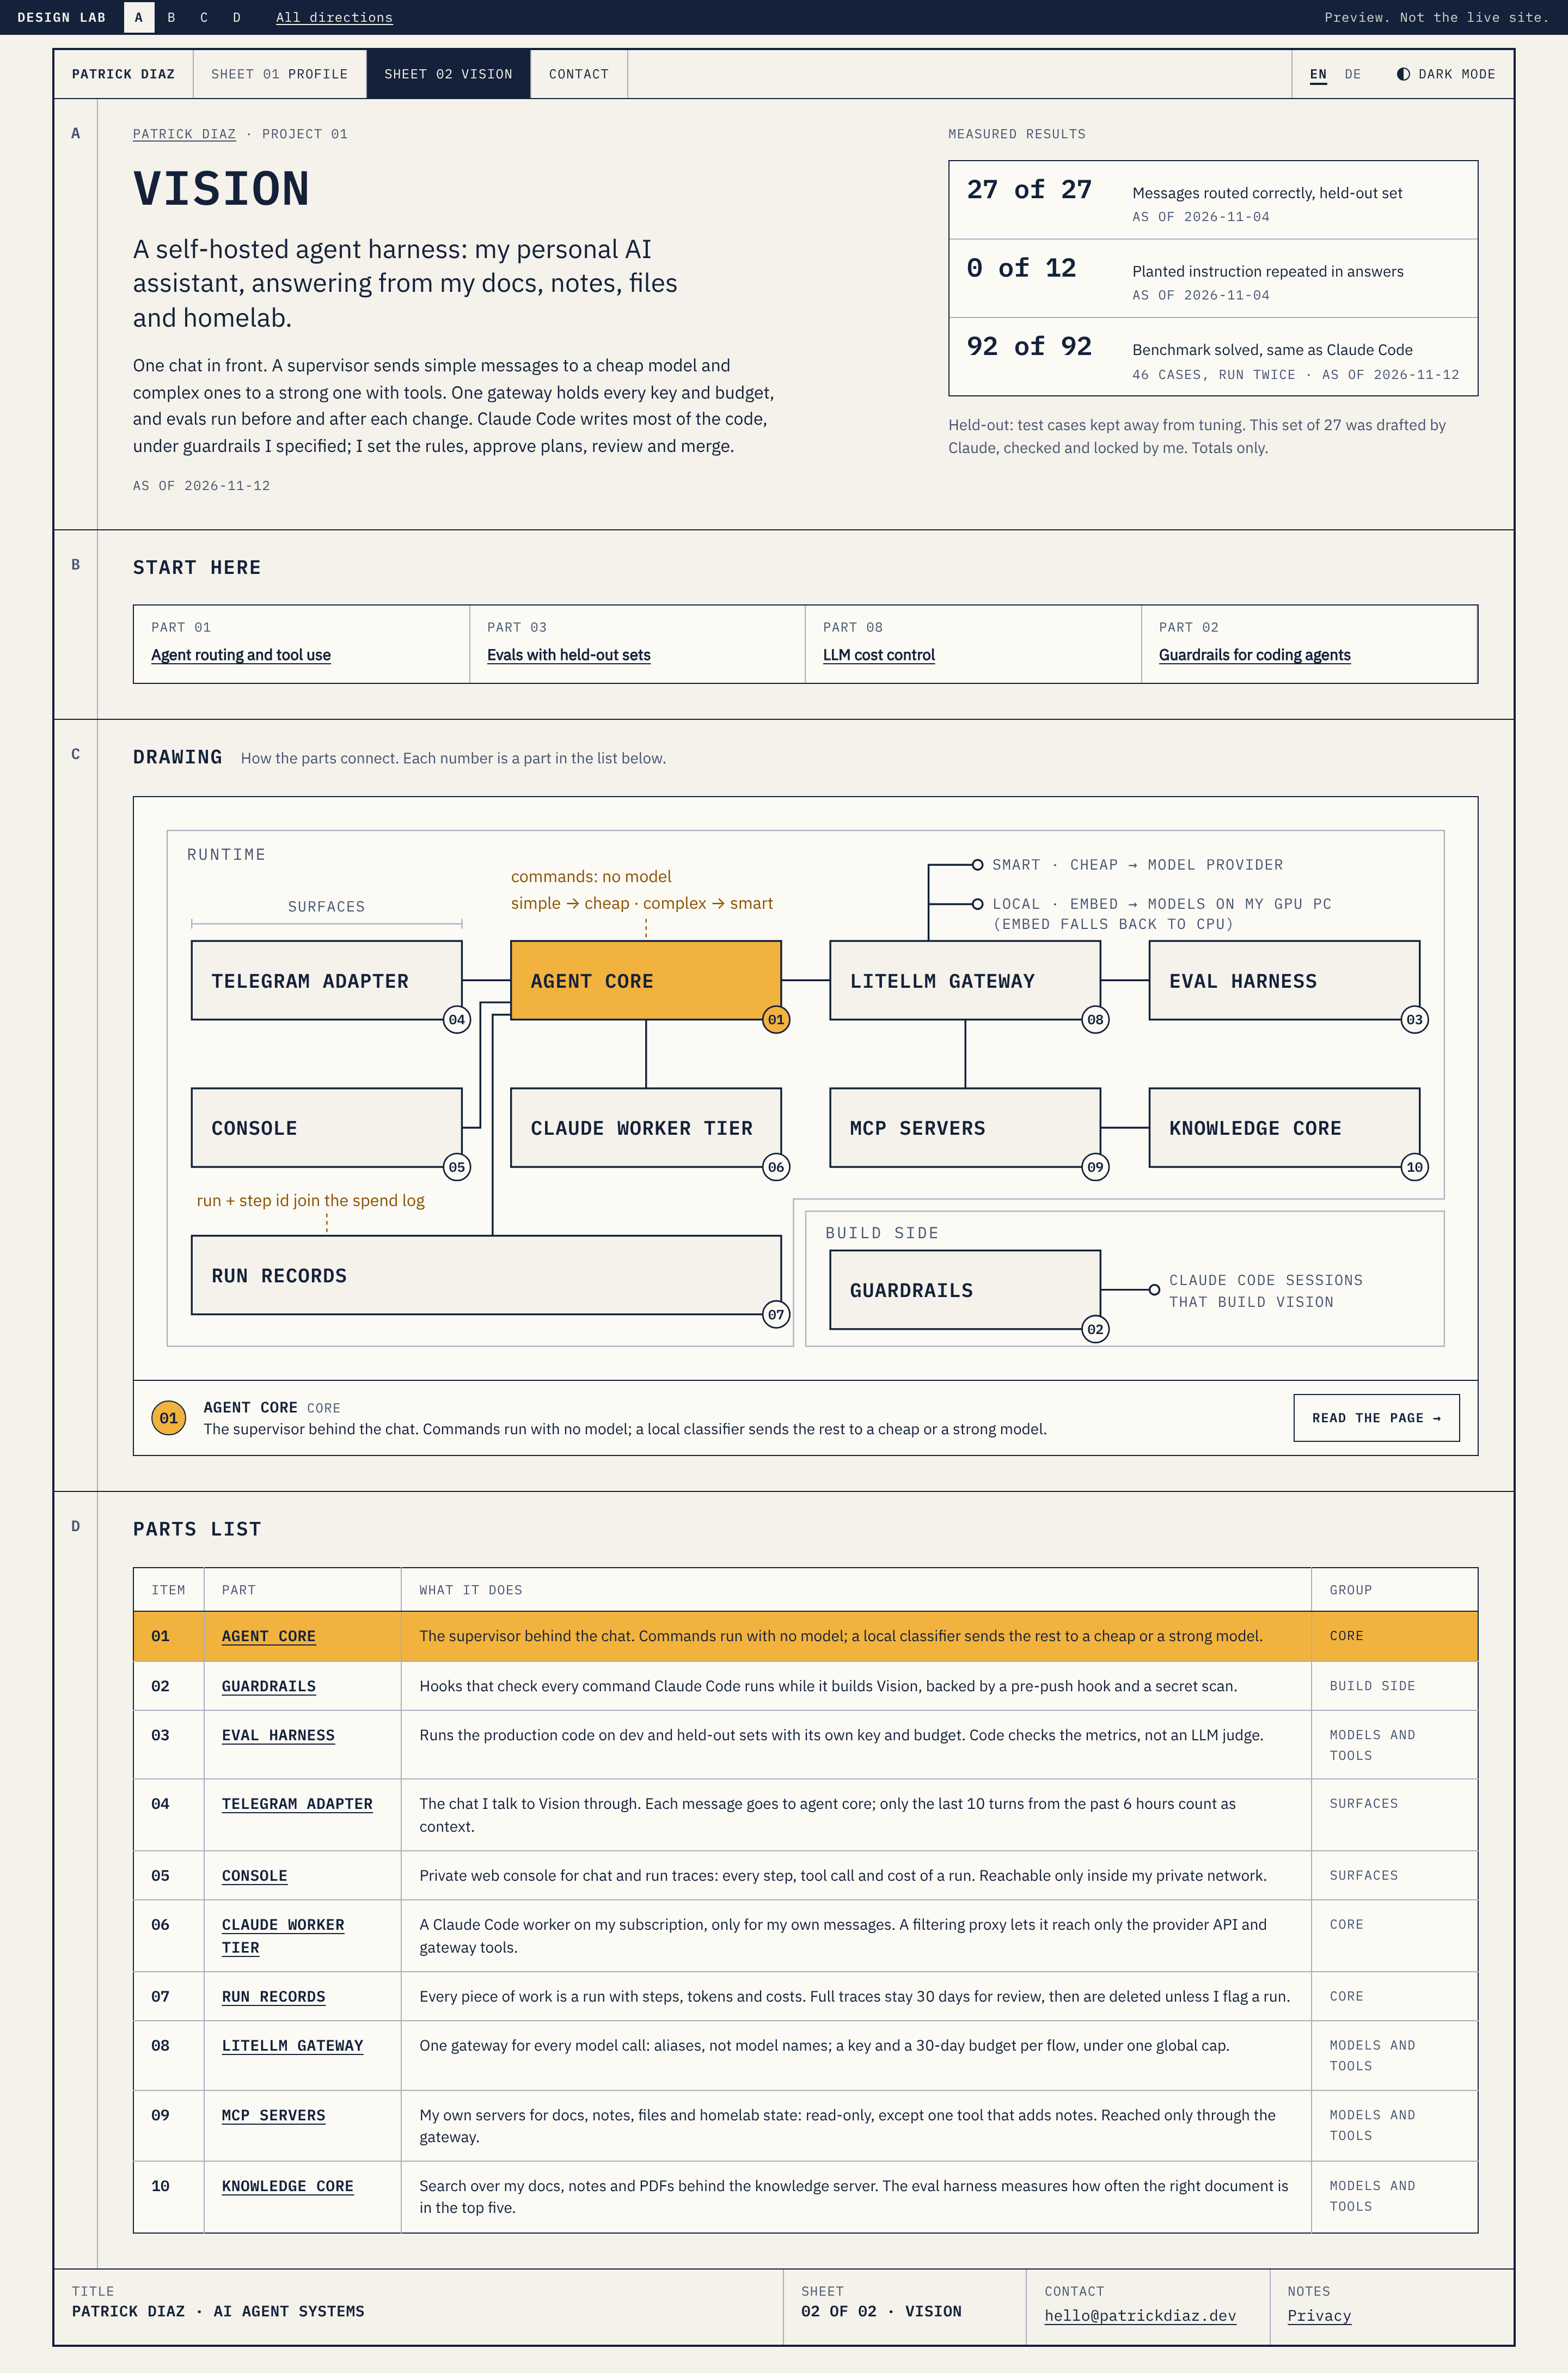 DESIGN LAB A B C D All directions Preview. Not the live site.
PATRICK DIAZ SHEET 01 PROFILE SHEET 02 VISION CONTACT EN DE DARK MODE
A
PATRICK DIAZ · PROJECT 01
VISION
A self-hosted agent harness: my personal AI
assistant, answering from my docs, notes, files
and homelab.
One chat in front. A supervisor sends simple messages to a cheap model and
complex ones to a strong one with tools. One gateway holds every key and budget,
and evals run before and after each change. Claude Code writes most of the code,
under guardrails I specified; I set the rules, approve plans, review and merge.
AS OF 2026-11-12
MEASURED RESULTS
27 of 27 Messages routed correctly, held-out set
AS OF 2026-11-04
0 of 12 Planted instruction repeated in answers
AS OF 2026-11-04
92 of 92 Benchmark solved, same as Claude Code
46 CASES, RUN TWICE · AS OF 2026-11-12
Held-out: test cases kept away from tuning. This set of 27 was drafted by
Claude, checked and locked by me. Totals only.
B
START HERE
PART 01
Agent routing and tool use
PART 03
Evals with held-out sets
PART 08
LLM cost control
PART 02
Guardrails for coding agents
C
DRAWING How the parts connect. Each number is a part in the list below.
RUNTIME
SURFACES
commands: no model
simple → cheap · complex → smart
SMART · CHEAP → MODEL PROVIDER
LOCAL · EMBED → MODELS ON MY GPU PC
(EMBED FALLS BACK TO CPU)
TELEGRAM ADAPTER
04
AGENT CORE
01
LITELLM GATEWAY
08
EVAL HARNESS
03
CONSOLE
05
CLAUDE WORKER TIER
06
MCP SERVERS
09
KNOWLEDGE CORE
10
run + step id join the spend log
RUN RECORDS
07
BUILD SIDE
GUARDRAILS
02
CLAUDE CODE SESSIONS
THAT BUILD VISION
01
AGENT CORE CORE
The supervisor behind the chat. Commands run with no model; a local classifier sends the rest to a cheap or a strong model.
READ THE PAGE →
D
PARTS LIST
ITEM PART WHAT IT DOES GROUP
01 AGENT CORE The supervisor behind the chat. Commands run with no model; a local classifier sends the rest to a cheap or a strong model. CORE
02 GUARDRAILS Hooks that check every command Claude Code runs while it builds Vision, backed by a pre-push hook and a secret scan. BUILD SIDE
03 EVAL HARNESS Runs the production code on dev and held-out sets with its own key and budget. Code checks the metrics, not an LLM judge. MODELS AND
TOOLS
04 TELEGRAM ADAPTER The chat I talk to Vision through. Each message goes to agent core; only the last 10 turns from the past 6 hours count as SURFACES
context.
05 CONSOLE Private web console for chat and run traces: every step, tool call and cost of a run. Reachable only inside my private network. SURFACES
06 CLAUDE WORKER A Claude Code worker on my subscription, only for my own messages. A filtering proxy lets it reach only the provider API and CORE
TIER gateway tools.
07 RUN RECORDS Every piece of work is a run with steps, tokens and costs. Full traces stay 30 days for review, then are deleted unless I flag a run. CORE
08 LITELLM GATEWAY One gateway for every model call: aliases, not model names; a key and a 30-day budget per flow, under one global cap. MODELS AND
TOOLS
09 MCP SERVERS My own servers for docs, notes, files and homelab state: read-only, except one tool that adds notes. Reached only through the MODELS AND
gateway. TOOLS
10 KNOWLEDGE CORE Search over my docs, notes and PDFs behind the knowledge server. The eval harness measures how often the right document is MODELS AND
in the top five. TOOLS
TITLE
PATRICK DIAZ · AI AGENT SYSTEMS
SHEET
02 OF 02 · VISION
CONTACT
hello@patrickdiaz.dev
NOTES
Privacy